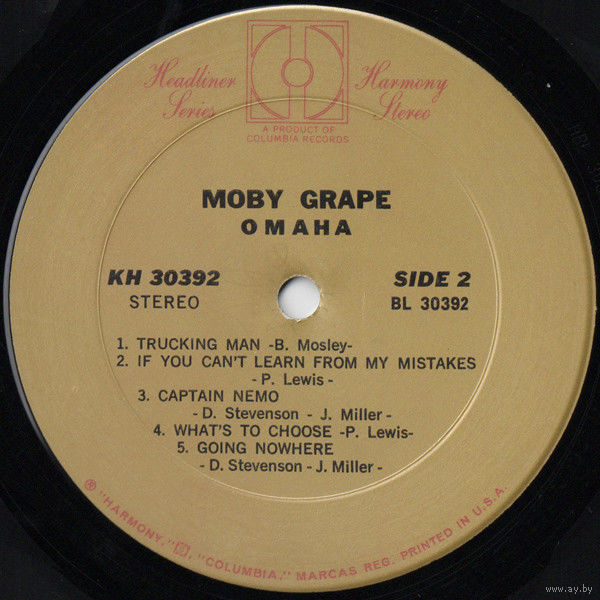 Headliner Harmony
Series Stereo
A PRODUCT OF
COLUMBIA RECORDS
MOBY GRAPE
OMAHA
KH 30392 SIDE 2
STEREO BL 30392
1. TRUCKING MAN -B. Mosley-
2. IF YOU CAN'T LEARN FROM MY MISTAKES
- P. Lewis -
3. CAPTAIN NEMO
- D. Stevenson - J. Miller -
4. WHAT'S TO CHOOSE -P. Lewis-
5. GOING NOWHERE
- D. Stevenson - J. Miller -
® "HARMONY," "COLUMBIA," MARCAS REG. PRINTED IN U.S.A.
www.ay.by